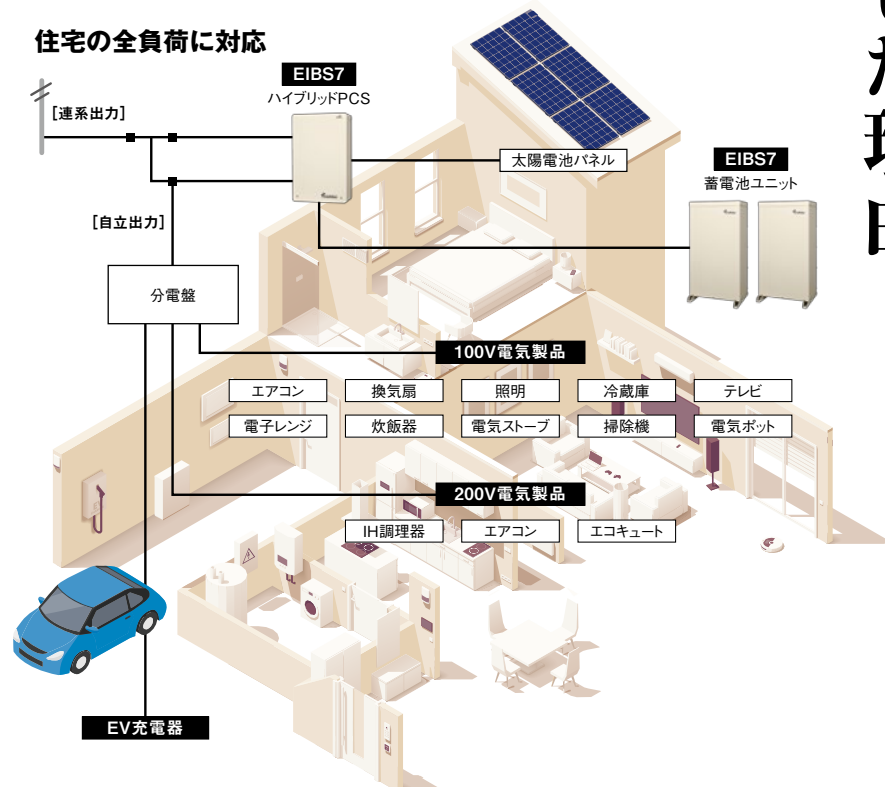 住宅の全負荷に対応
EIBS7
ハイブリッドPCS
[連系出力]
太陽電池パネル
EIBS7
蓄電池ユニット
[自立出力]
分電盤
100V電気製品
エアコン 換気扇 照明 冷蔵庫 テレビ
電子レンジ 炊飯器 電気ストーブ 掃除機 電気ポット
200V電気製品
IH調理器 エアコン エコキュート
EV充電器